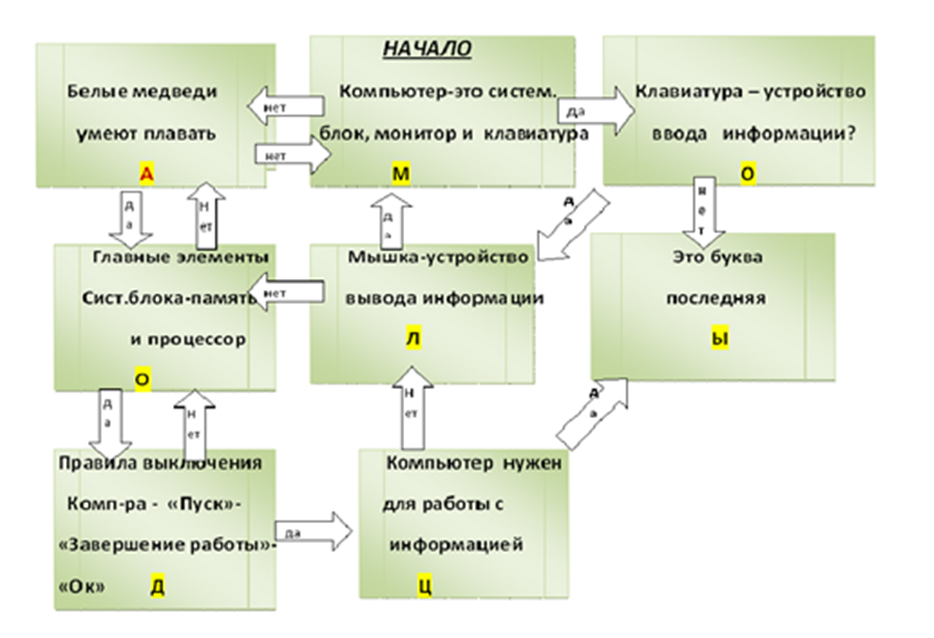 Белые медведи
умеют плавать
А
нет
нет
НАЧАЛО
Компьютер-это систем.
блок, монитор и клавиатура
М
да
Клавиатура – устройство
ввода информации?
О
да
нет
да
да
нет
Главные элементы
Сист.блока-память
и процессор
О
нет
Мышка-устройство
вывода информации
Л
Это буква
последняя
Ы
да
нет
нет
да
Правила выключения
Комп-ра - «Пуск»-
«Завершение работы»-
«Ок» Д
да
Компьютер нужен
для работы с
информацией
Ц